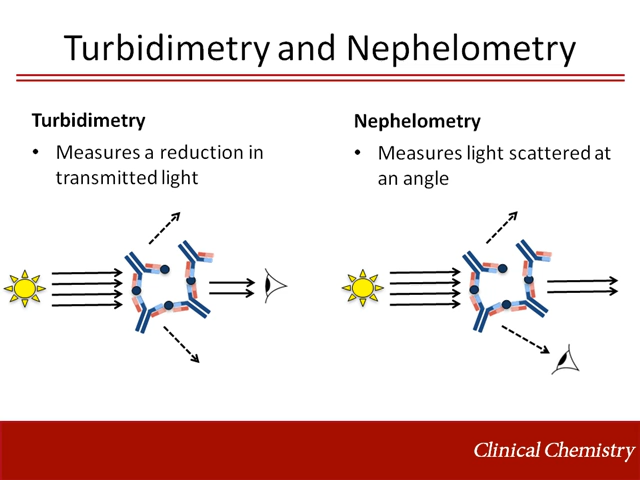 Turbidimetry and Nephelometry
Turbidimetry
• Measures a reduction in
transmitted light
Nephelometry
• Measures light scattered at
an angle
Clinical Chemistry